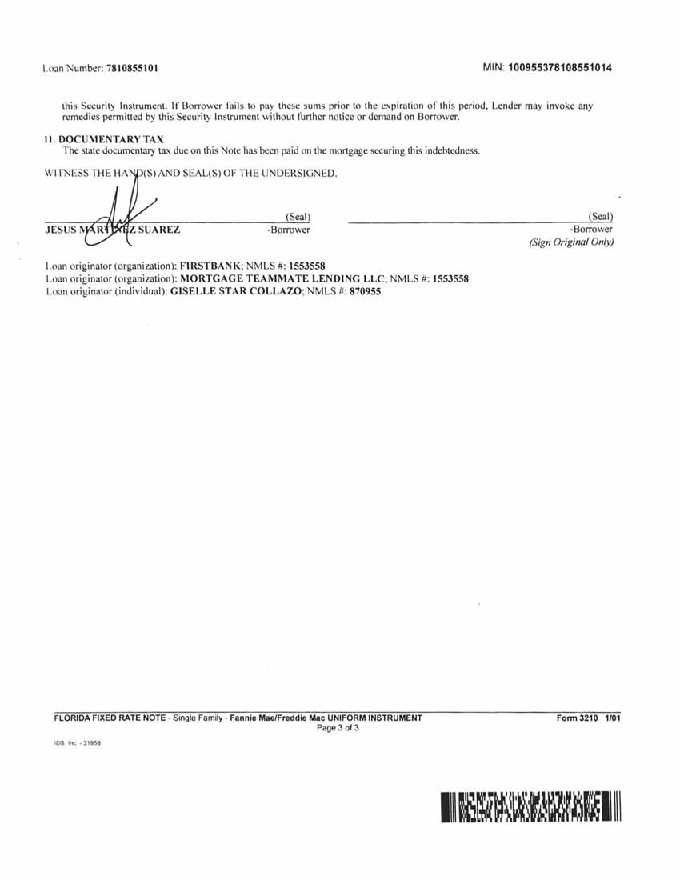 Loan Number: 7810855101 MIN: 100955378108551014
this Security Instrument. If Borrower fails to pay these sums prior to the expiration of this period, Lender may invoke any
remedies permitted by this Security Instrument without further notice or demand on Borrower.
11. DOCUMENTARY TAX
The state documentary tax due on this Note has been paid on the mortgage securing this indebtedness.
WITNESS THE HAND(S) AND SEAL(S) OF THE UNDERSIGNED.
(Seal) (Seal)
JESUS MARTINEZ SUAREZ -Borrower -Borrower
(Sign Original Only)
Loan originator (organization): FIRSTBANK; NMLS #: 1553558
Loan originator (organization): MORTGAGE TEAMMATE LENDING LLC; NMLS #: 1553558
Loan originator (individual): GISELLE STAR COLLAZO; NMLS #: 870955
FLORIDA FIXED RATE NOTE - Single Family - Fannie Mae/Freddie Mac UNIFORM INSTRUMENT Form 3210 1/01
Page 3 of 3